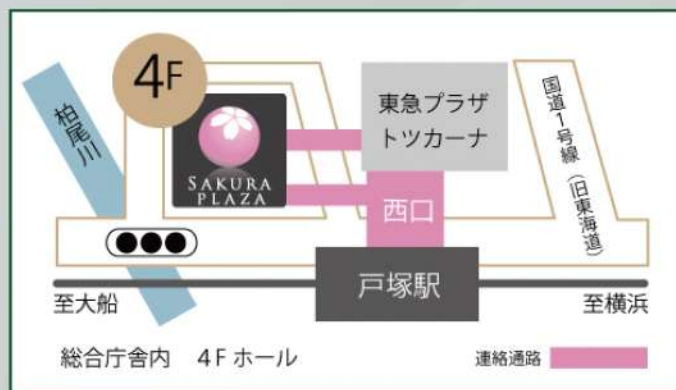 4F
柏尾川
SAKURA
PLAZA
東急プラザ
トツカーナ
西口
国道1号線（旧東海道）
戸塚駅
至大船
至横浜
総合庁舎内　4Fホール
連絡通路